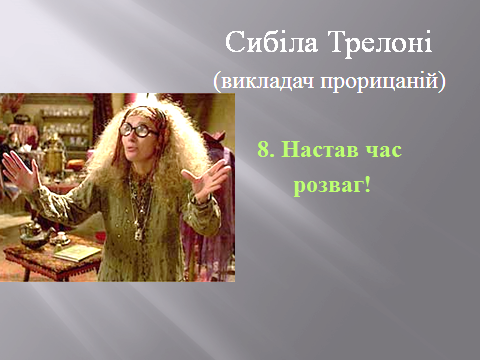 Сибіла Трелоні
(викладач прорицаній)
8. Настав час
розваг!